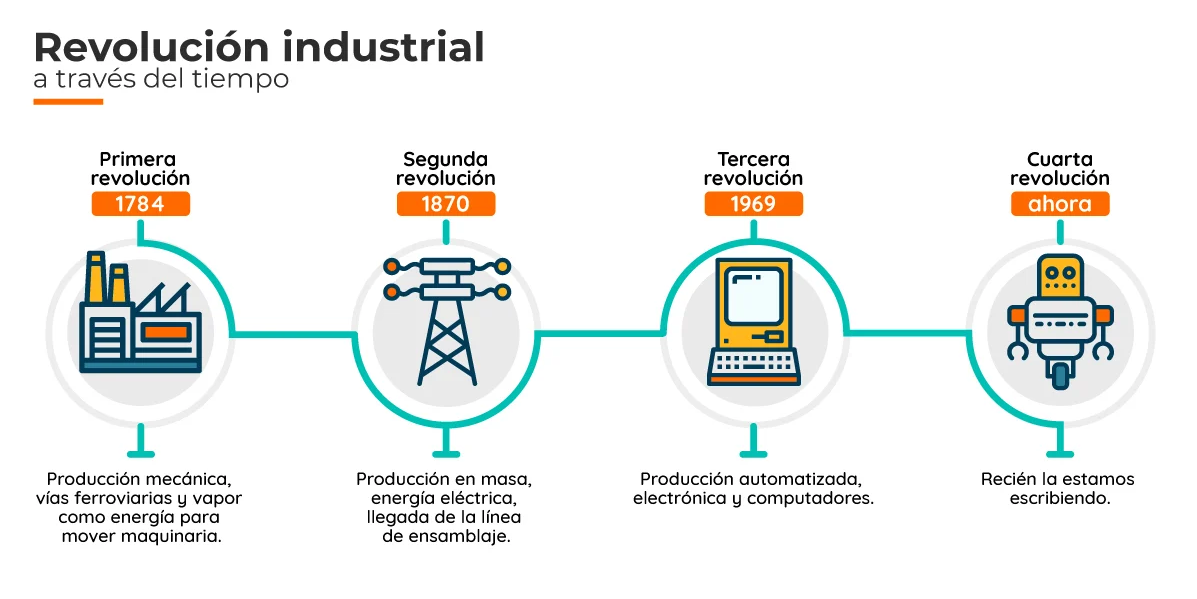 Revolución industrial
a través del tiempo
Primera
revolución
1784
Producción mecánica,
vías ferroviarias y vapor
como energía para
mover maquinaria.
Segunda
revolución
1870
Producción en masa,
energía eléctrica,
llegada de la línea
de ensamblaje.
Tercera
revolución
1969
Producción automatizada,
electrónica y computadores.
Cuarta
revolución
ahora
Recién la estamos
escribiendo.